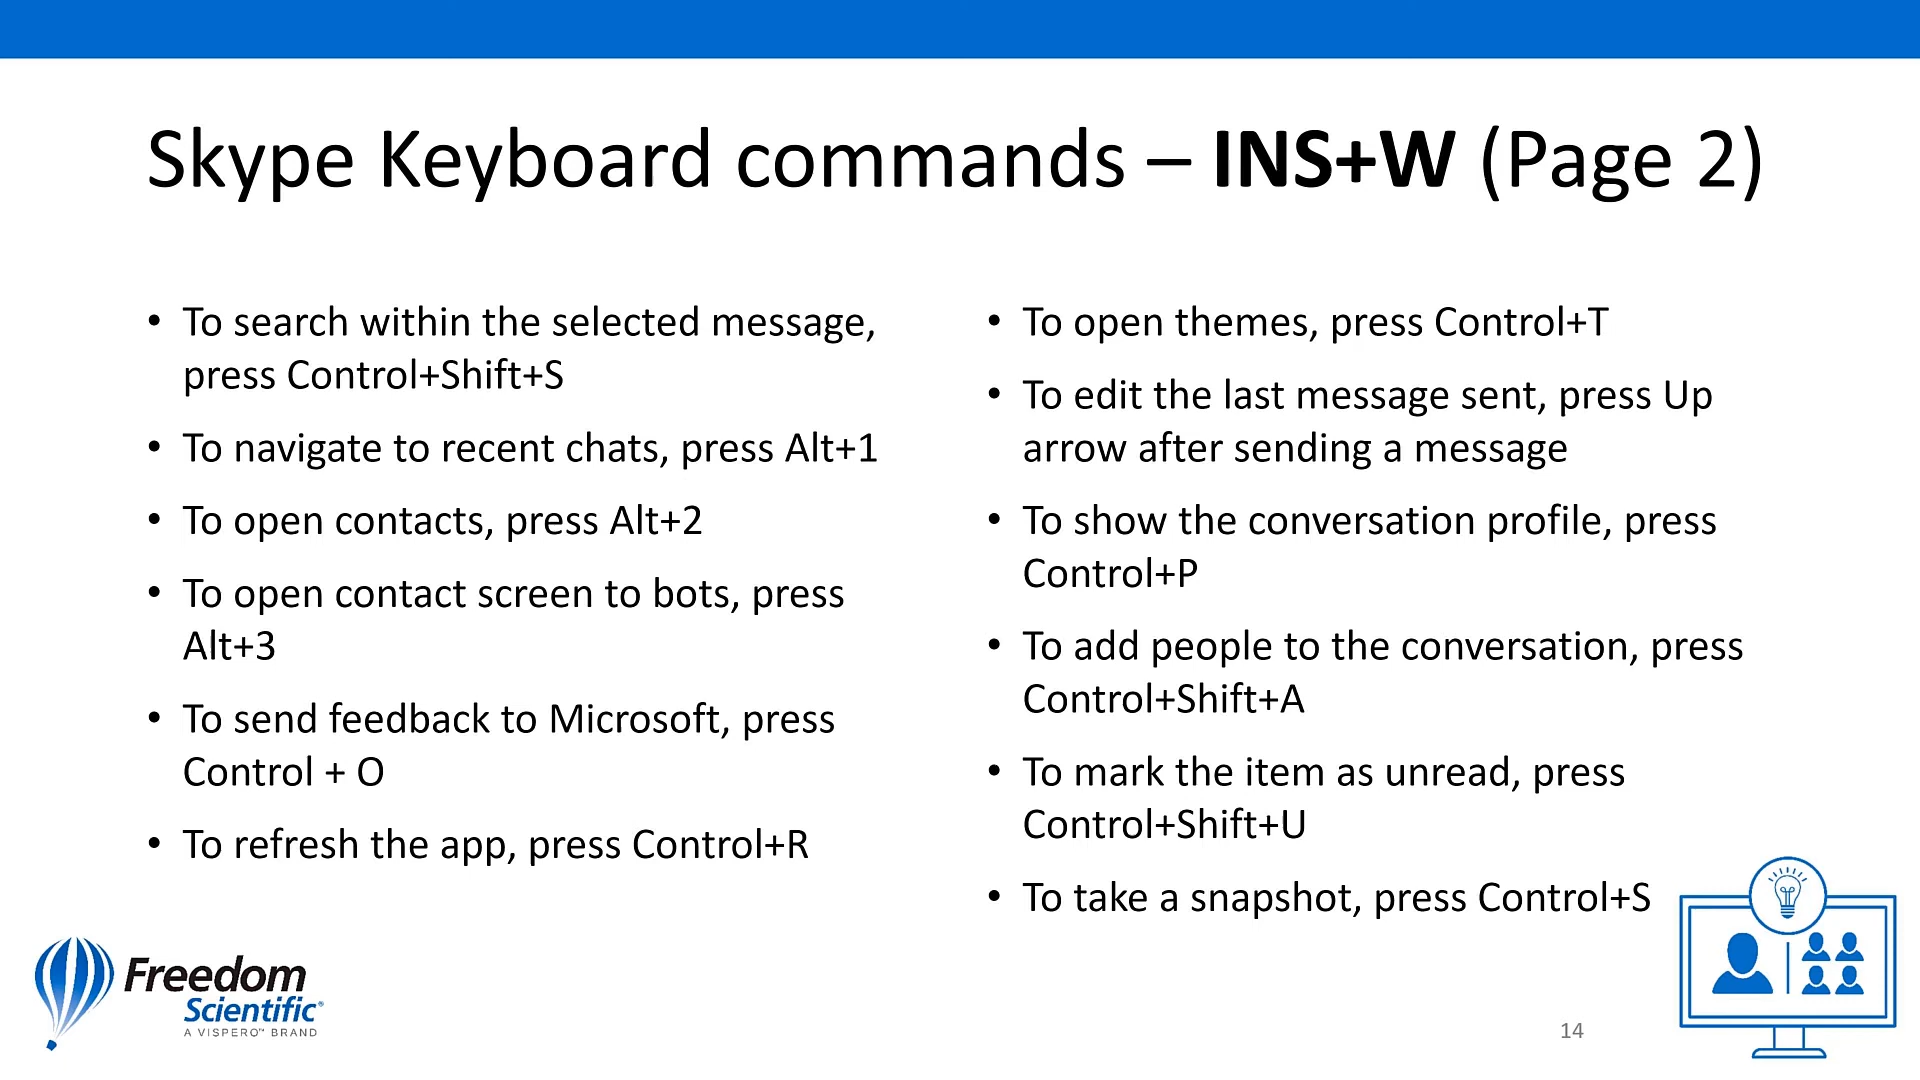 Skype Keyboard commands – INS+W (Page 2)
• To search within the selected message,
press Control+Shift+S
• To navigate to recent chats, press Alt+1
• To open contacts, press Alt+2
• To open contact screen to bots, press
Alt+3
• To send feedback to Microsoft, press
Control + O
• To refresh the app, press Control+R
• To open themes, press Control+T
• To edit the last message sent, press Up
arrow after sending a message
• To show the conversation profile, press
Control+P
• To add people to the conversation, press
Control+Shift+A
• To mark the item as unread, press
Control+Shift+U
• To take a snapshot, press Control+S
Freedom
Scientific®
A VISPERO™ BRAND
14